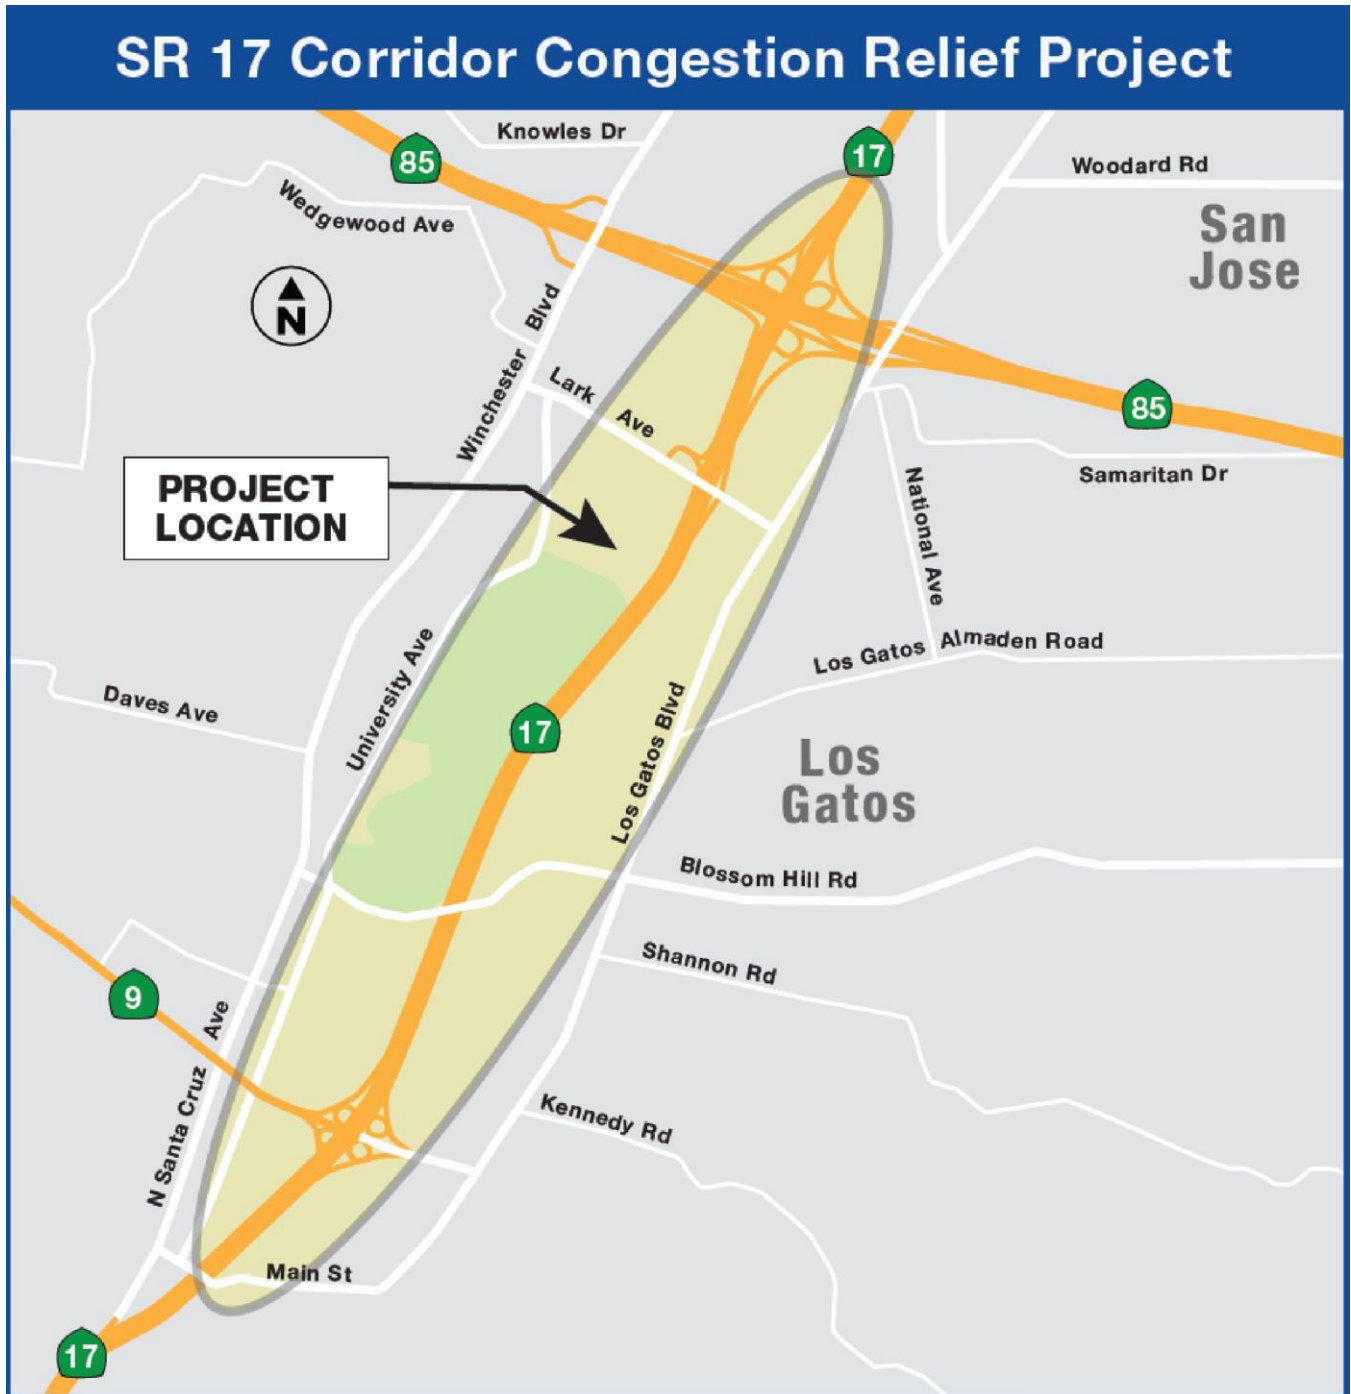 SR 17 Corridor Congestion Relief Project
Knowles Dr
85
17
Woodard Rd
Wedgewood Ave
San
Jose
N
Winchester Blvd
Lark Ave
85
PROJECT
LOCATION
Samaritan Dr
National Ave
University Ave
Los Gatos Almaden Road
Daves Ave
17
Los Gatos Blvd
Los
Gatos
Blossom Hill Rd
Shannon Rd
9
N Santa Cruz Ave
Kennedy Rd
Main St
17